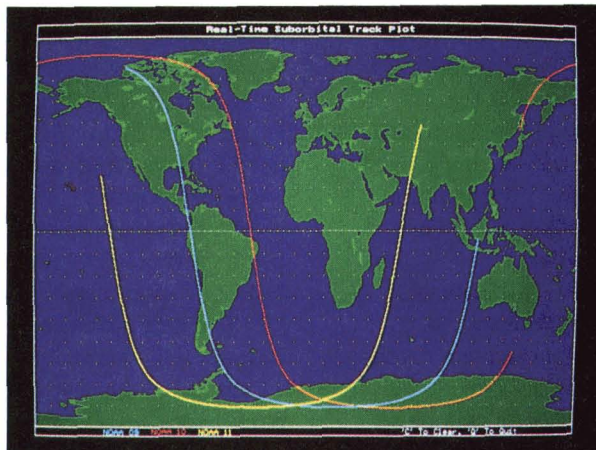 Real-Time Suborbital Track Plot
NOAA 09 NOAA 10 NOAA 11 'C' To Clear, 'Q' To Quit